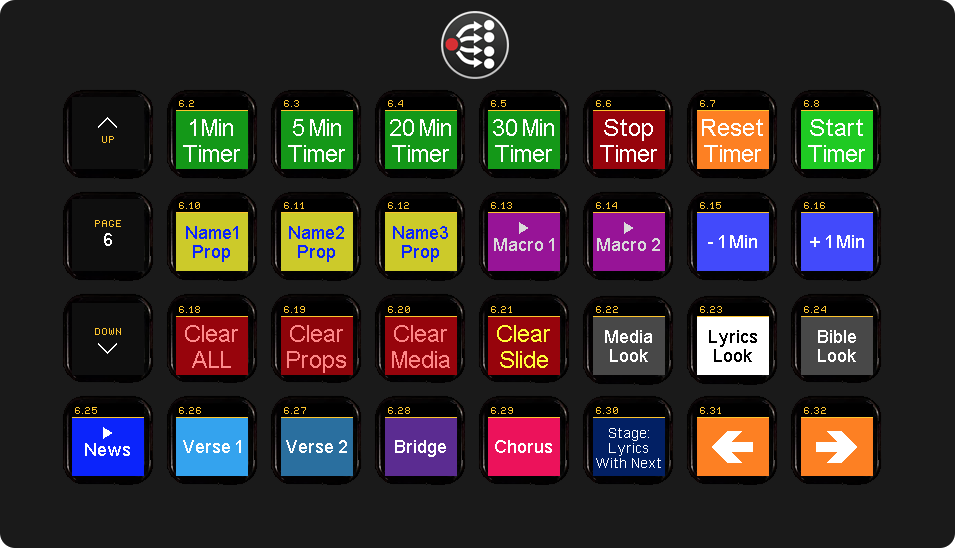 UP
6.2
1 Min
Timer
6.3
5 Min
Timer
6.4
20 Min
Timer
6.5
30 Min
Timer
6.6
Stop
Timer
6.7
Reset
Timer
6.8
Start
Timer
PAGE
6
6.10
Name1
Prop
6.11
Name2
Prop
6.12
Name3
Prop
6.13
Macro 1
6.14
Macro 2
6.15
- 1 Min
6.16
+ 1 Min
DOWN
6.18
Clear
ALL
6.19
Clear
Props
6.20
Clear
Media
6.21
Clear
Slide
6.22
Media
Look
6.23
Lyrics
Look
6.24
Bible
Look
6.25
News
6.26
Verse 1
6.27
Verse 2
6.28
Bridge
6.29
Chorus
6.30
Stage:
Lyrics
With Next
6.31
6.32